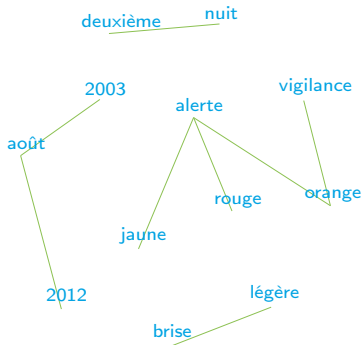 nuit
deuxième
2003
vigilance
alerte
août
orange
rouge
jaune
légère
2012
brise